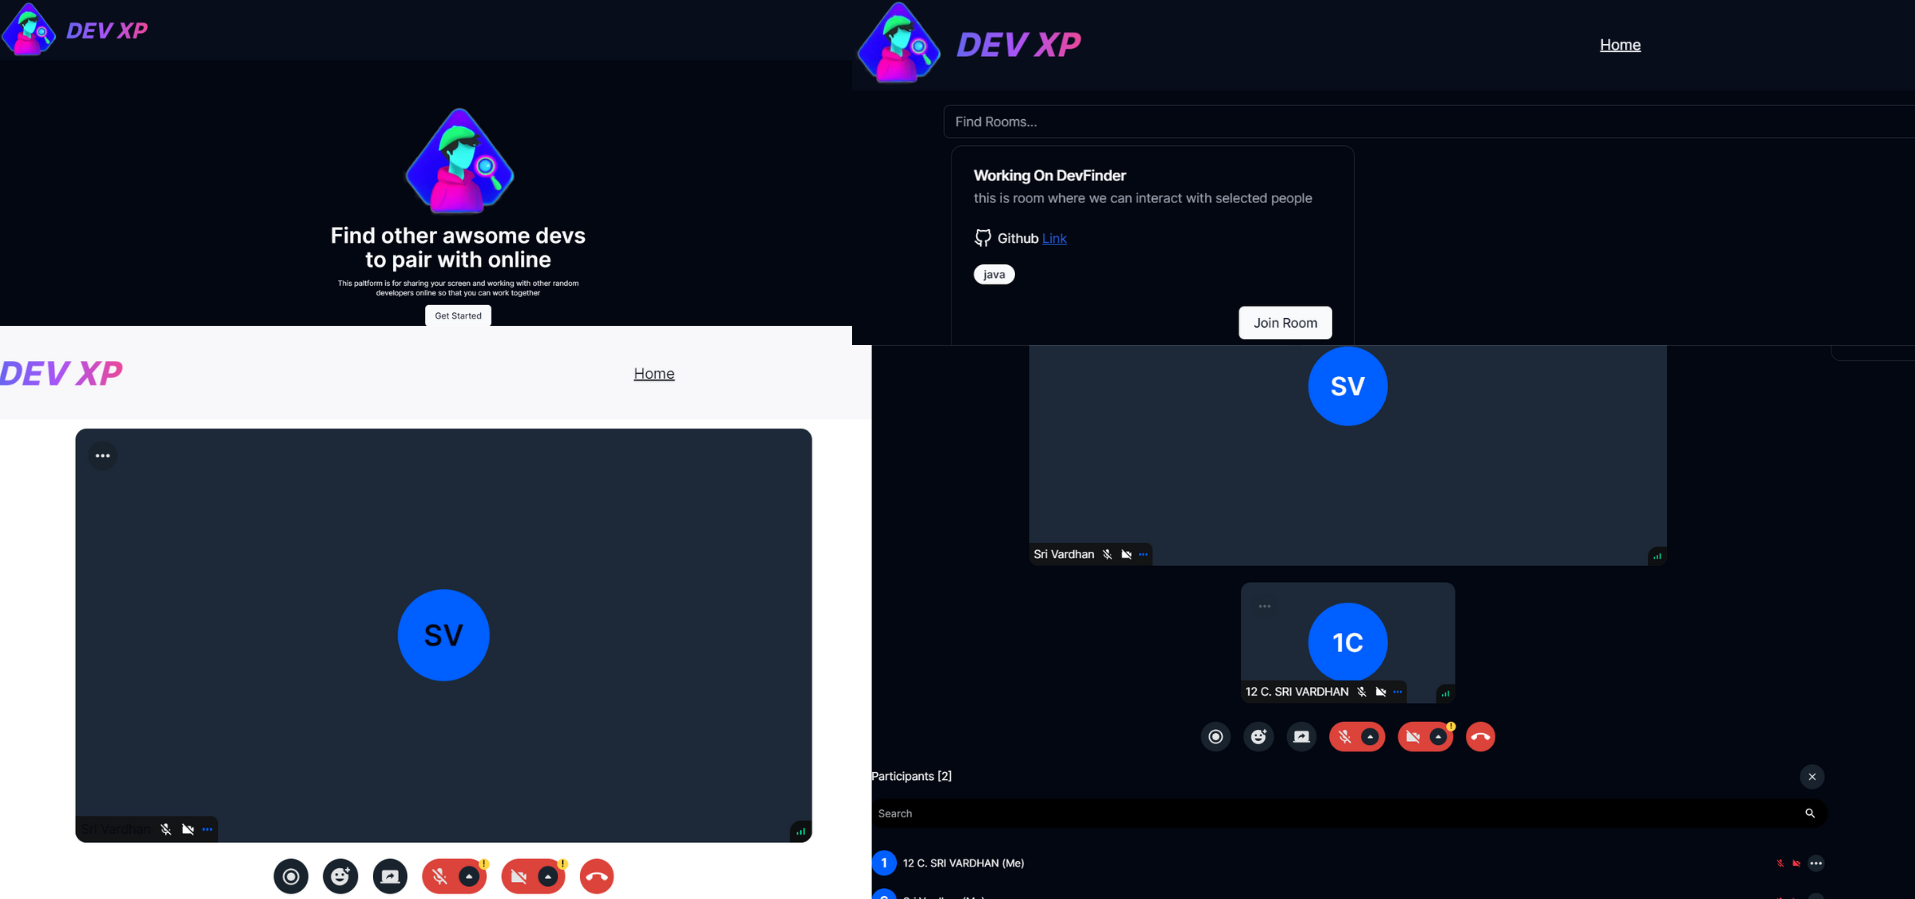 DEV XP
Find other awsome devs
to pair with online
This paltform is for sharing your screen and working with other random
developers online so that you can work together
Get Started
DEV XP
Home
Find Rooms...
Working On DevFinder
this is room where we can interact with selected people
Github Link
java
Join Room
DEV XP
Home
SV
Sri Vardhan
SV
Sri Vardhan
1C
12 C. SRI VARDHAN
Participants [2]
Search
1
12 C. SRI VARDHAN (Me)